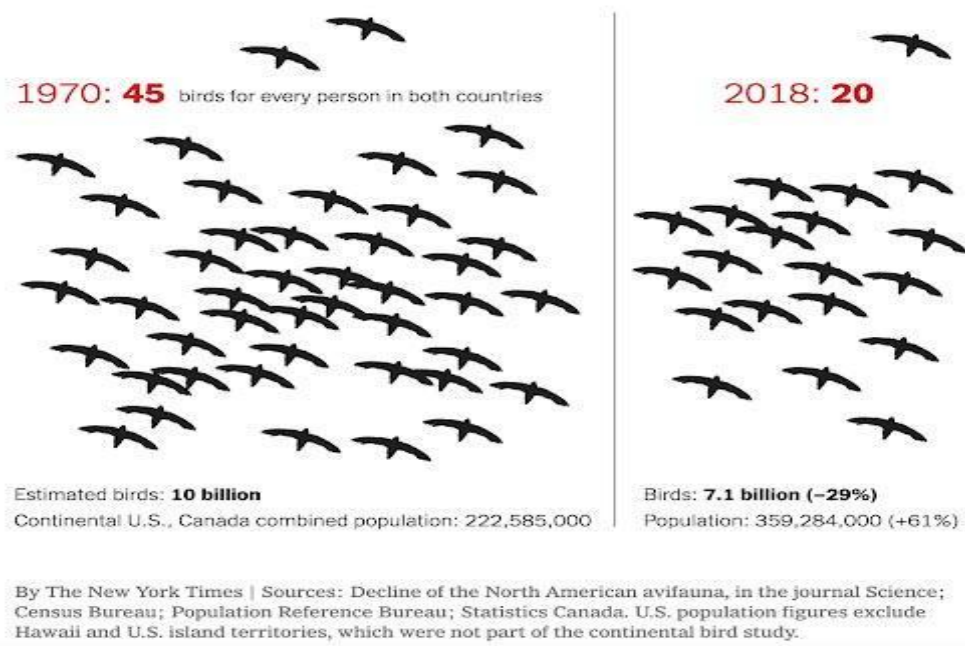 1970: 45 birds for every person in both countries
2018: 20
Estimated birds: 10 billion
Continental U.S., Canada combined population: 222,585,000
Birds: 7.1 billion (−29%)
Population: 359,284,000 (+61%)
By The New York Times | Sources: Decline of the North American avifauna, in the journal Science;
Census Bureau; Population Reference Bureau; Statistics Canada. U.S. population figures exclude
Hawaii and U.S. island territories, which were not part of the continental bird study.